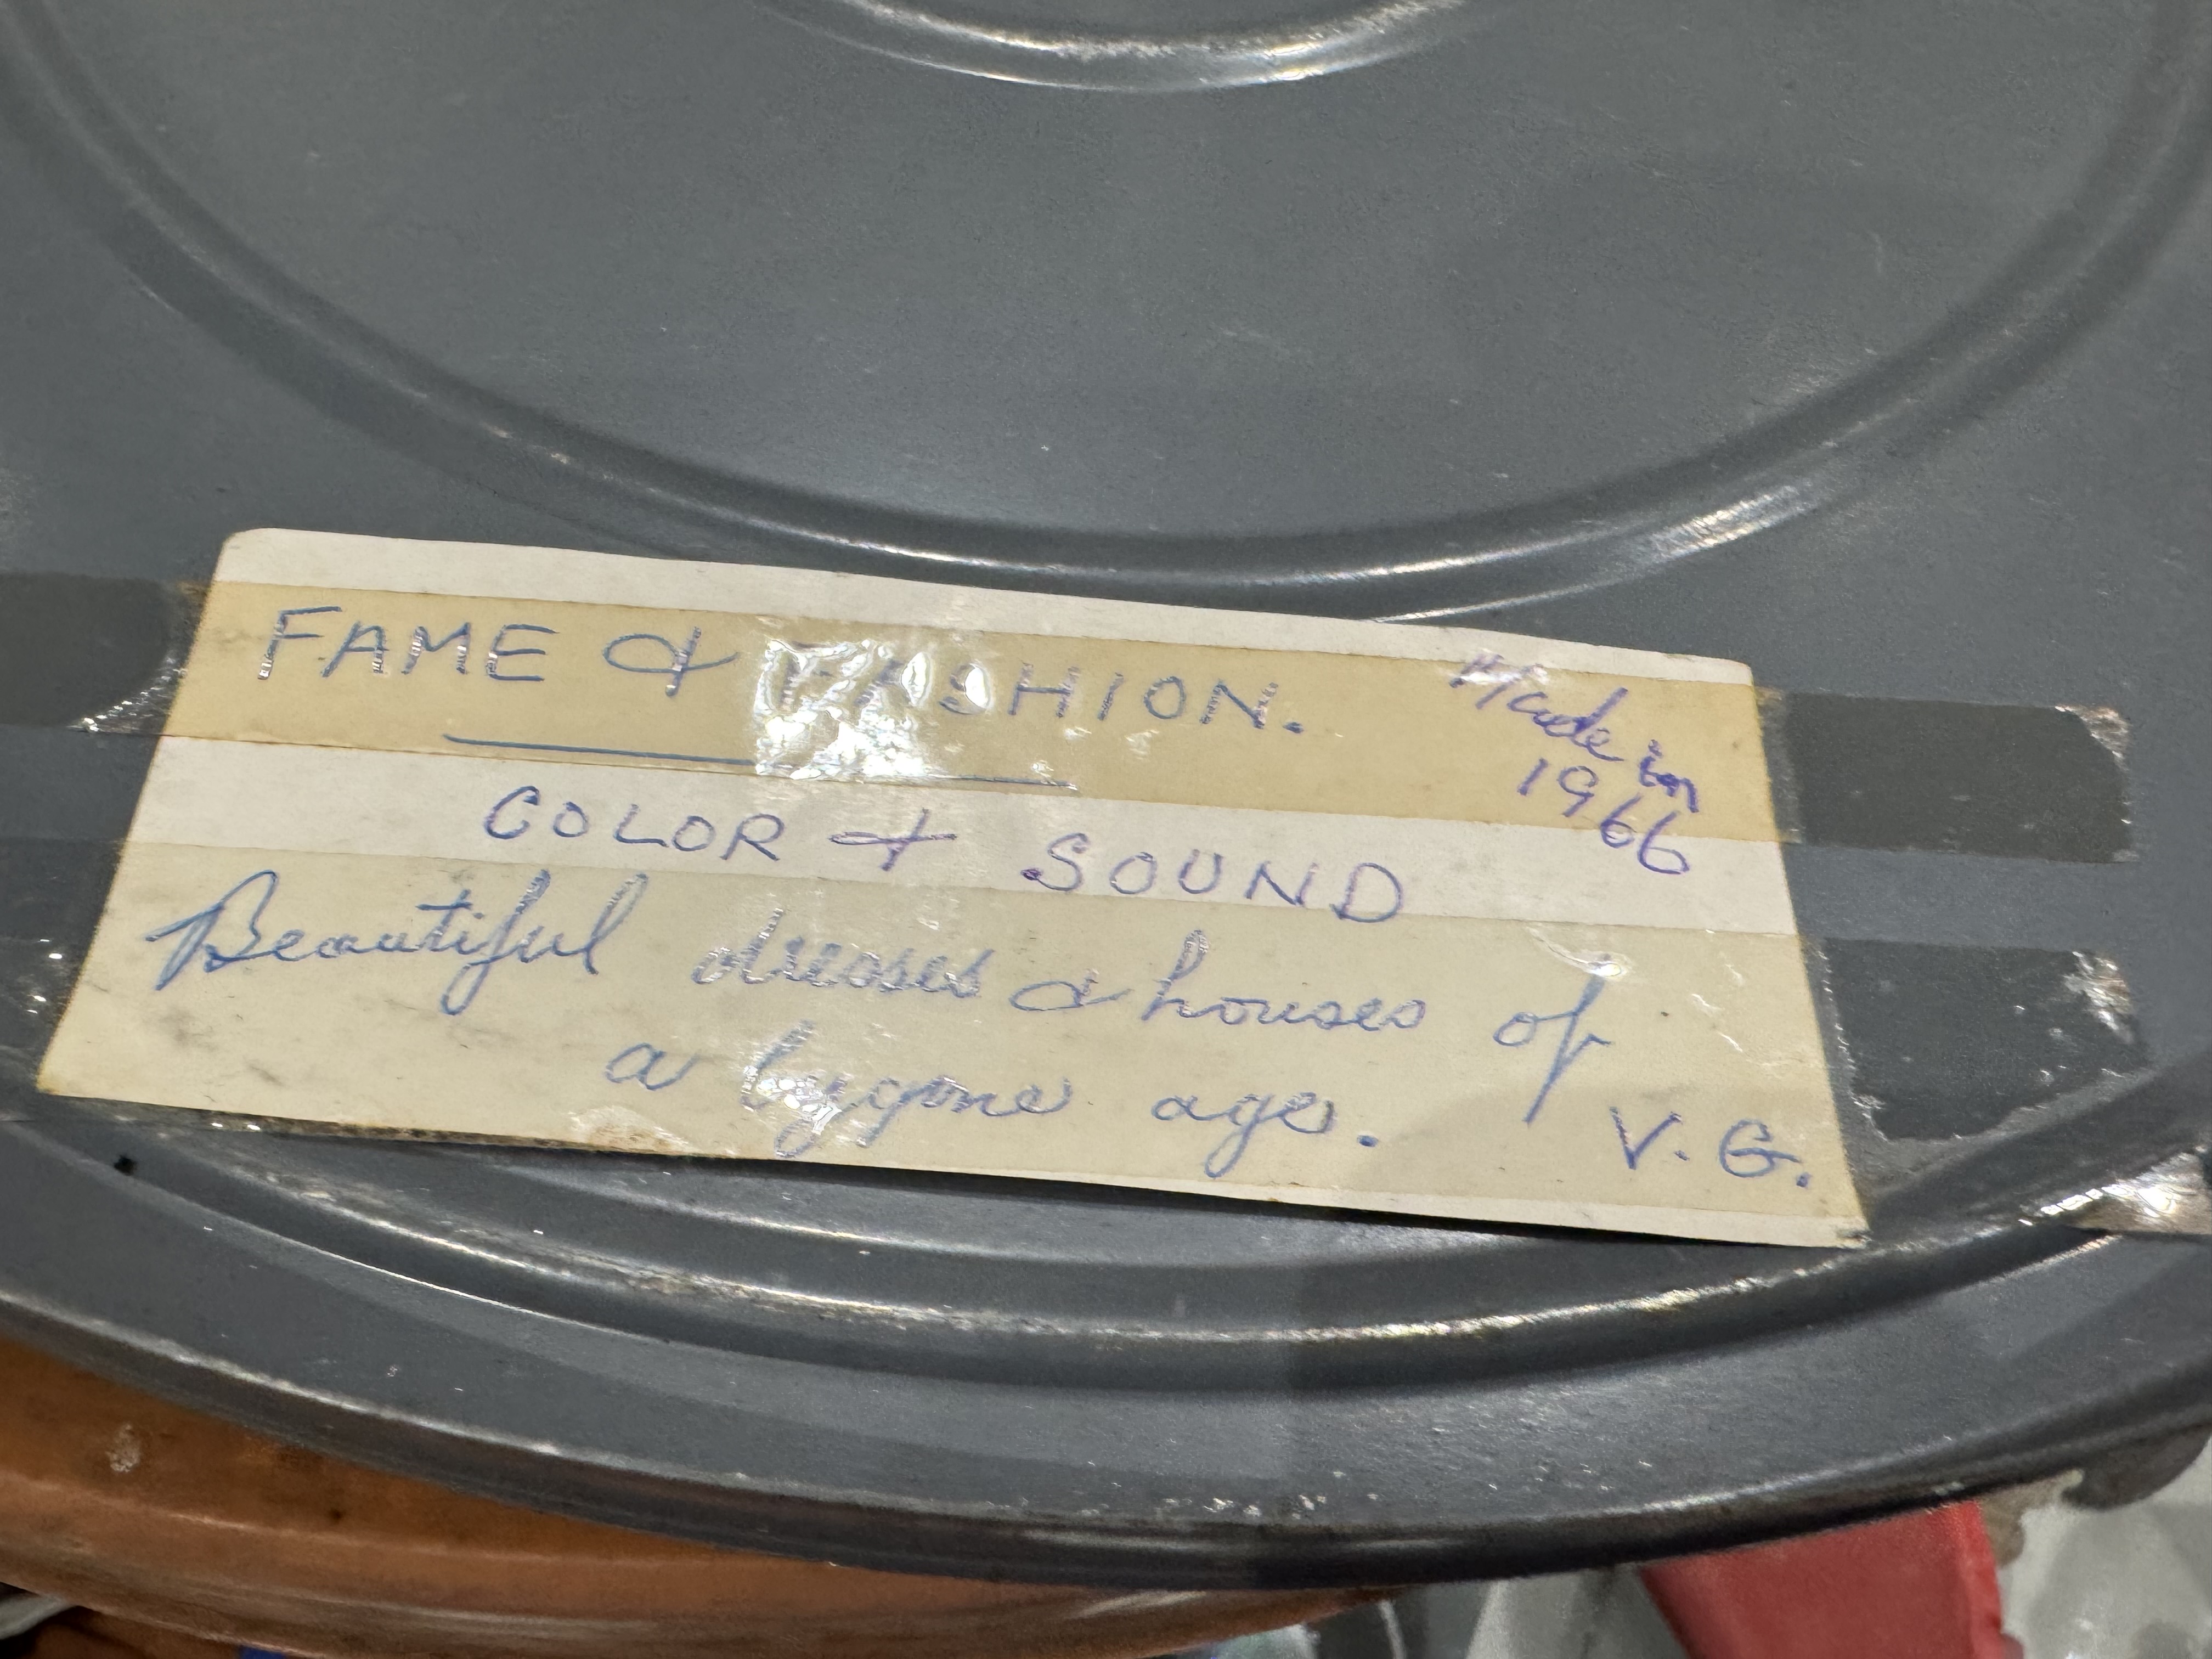 FAME & FASHION.
Made in
1966
COLOR & SOUND
Beautiful dresses & houses of
a bygone age.
V. G.